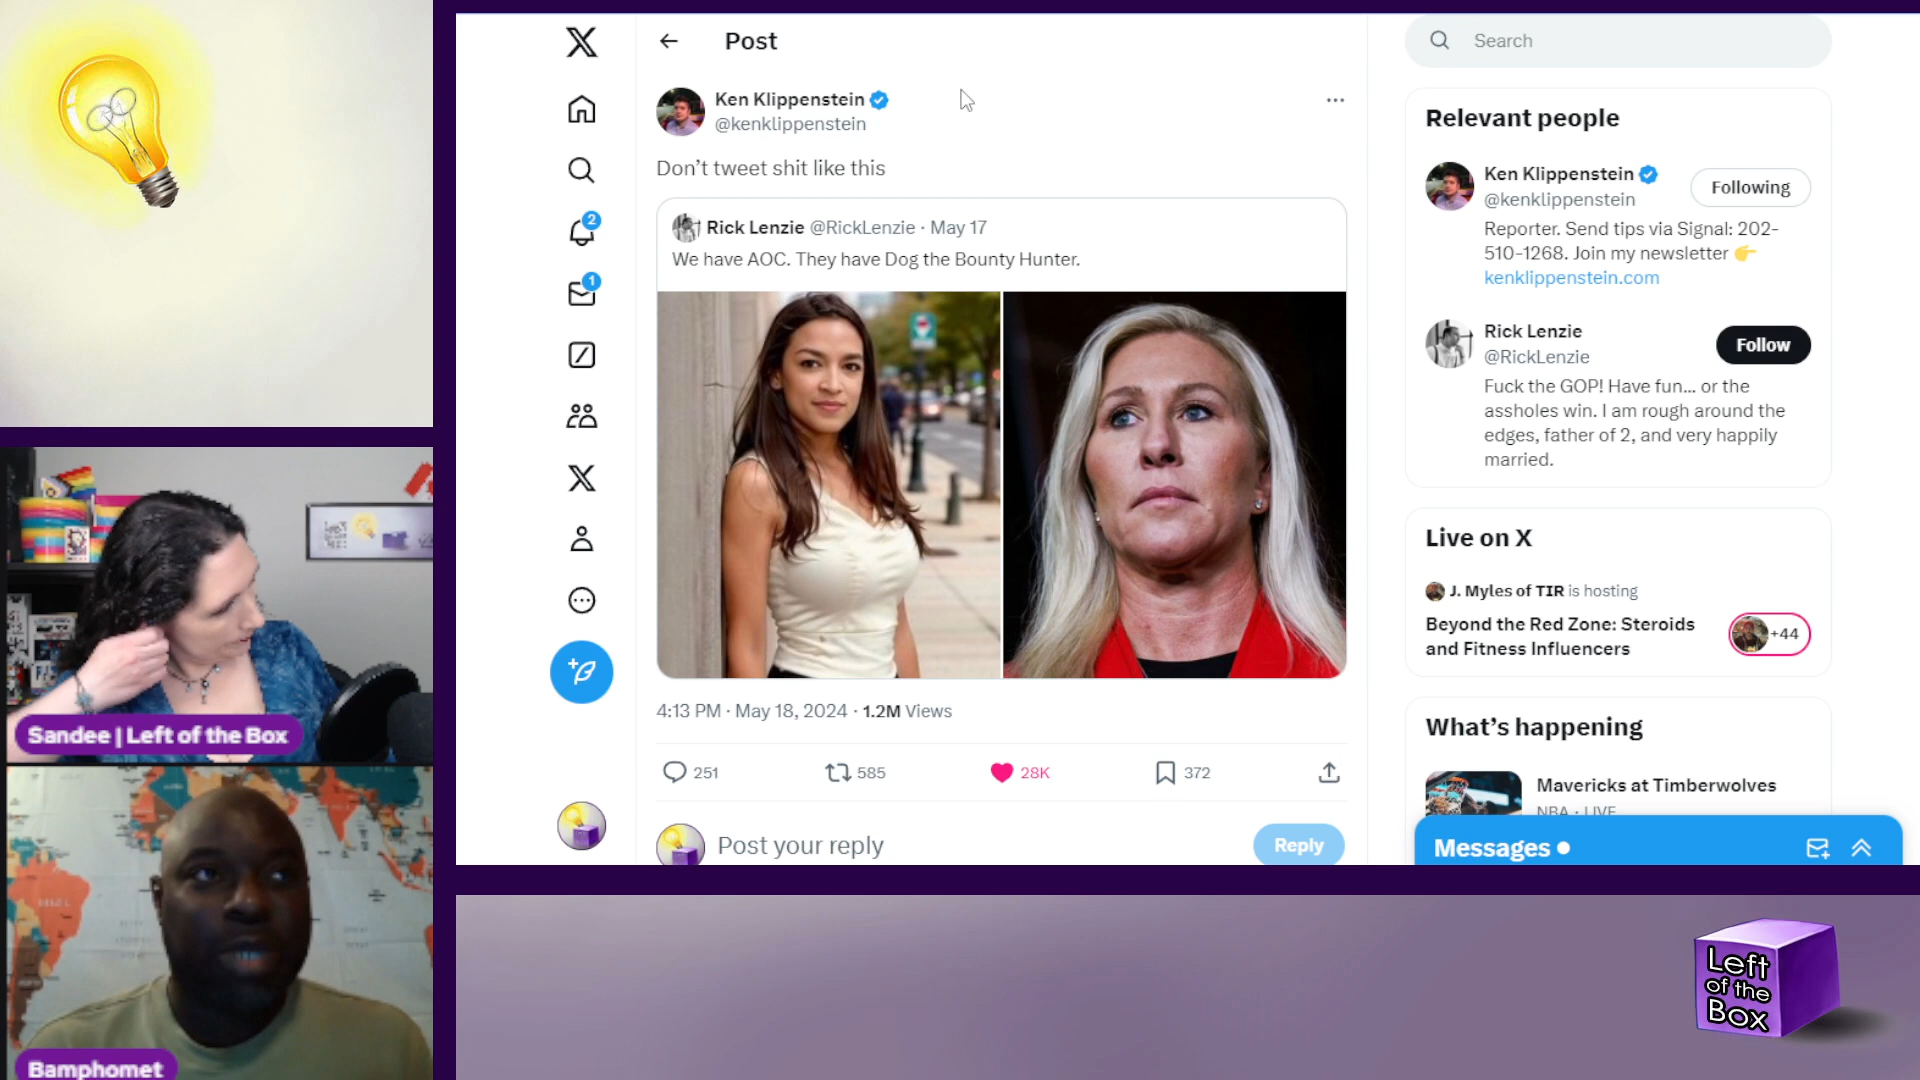 Post
Search
Ken Klippenstein
@kenklippenstein
Don’t tweet shit like this
Rick Lenzie @RickLenzie · May 17
We have AOC. They have Dog the Bounty Hunter.
4:13 PM · May 18, 2024 · 1.2M Views
251
585
28K
372
Post your reply
Reply
2
1
Relevant people
Ken Klippenstein
@kenklippenstein
Following
Reporter. Send tips via Signal: 202-
510-1268. Join my newsletter 👉
kenklippenstein.com
Rick Lenzie
@RickLenzie
Follow
Fuck the GOP! Have fun... or the
assholes win. I am rough around the
edges, father of 2, and very happily
married.
Live on X
J. Myles of TIR is hosting
Beyond the Red Zone: Steroids
and Fitness Influencers
+44
What’s happening
Mavericks at Timberwolves
NBA · LIVE
Messages
Sandee | Left of the Box
Bamphomet
Left
of the
Box